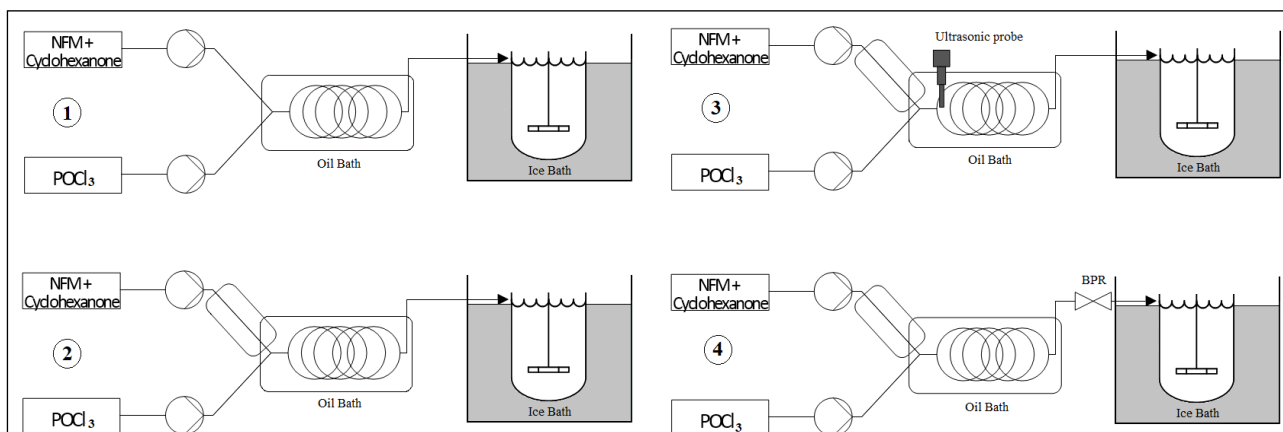 NFM +
Cyclohexanone
1
POCl₃
Oil Bath
Ice Bath
NFM +
Cyclohexanone
Ultrasonic probe
3
POCl₃
Oil Bath
Ice Bath
NFM +
Cyclohexanone
2
POCl₃
Oil Bath
Ice Bath
NFM +
Cyclohexanone
BPR
4
POCl₃
Oil Bath
Ice Bath